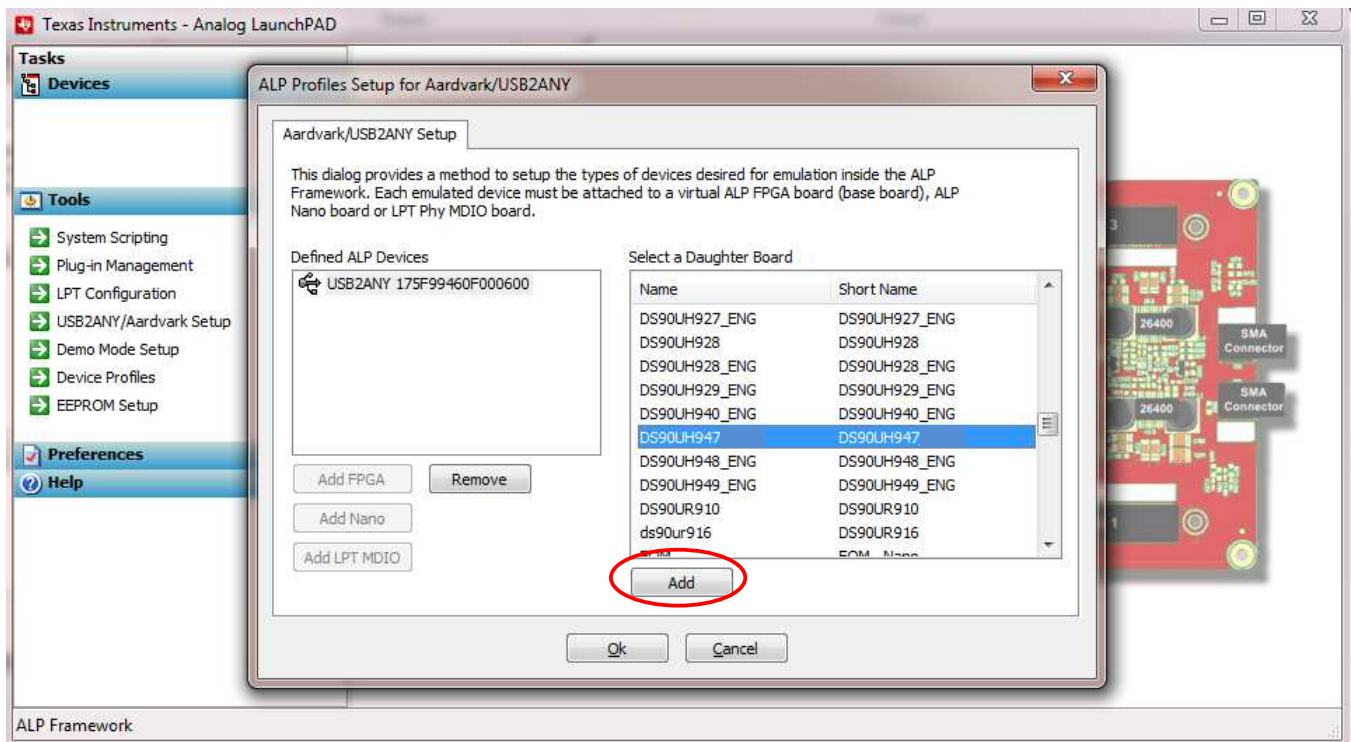 Texas Instruments - Analog LaunchPAD
Tasks
Devices
Tools
System Scripting
Plug-in Management
LPT Configuration
USB2ANY/Aardvark Setup
Demo Mode Setup
Device Profiles
EEPROM Setup
Preferences
Help
ALP Profiles Setup for Aardvark/USB2ANY
Aardvark/USB2ANY Setup
This dialog provides a method to setup the types of devices desired for emulation inside the ALP
Framework. Each emulated device must be attached to a virtual ALP FPGA board (base board), ALP
Nano board or LPT Phy MDIO board.
Defined ALP Devices
USB2ANY 175F99460F000600
Add FPGA
Remove
Add Nano
Add LPT MDIO
Select a Daughter Board
Name Short Name
DS90UH927_ENG DS90UH927_ENG
DS90UH928 DS90UH928
DS90UH928_ENG DS90UH928_ENG
DS90UH929_ENG DS90UH929_ENG
DS90UH940_ENG DS90UH940_ENG
DS90UH947 DS90UH947
DS90UH948_ENG DS90UH948_ENG
DS90UH949_ENG DS90UH949_ENG
DS90UR910 DS90UR910
ds90ur916 DS90UR916
Add
Ok Cancel
3
26400
SMA
Connector
26400
SMA
Connector
1 3
ALP Framework